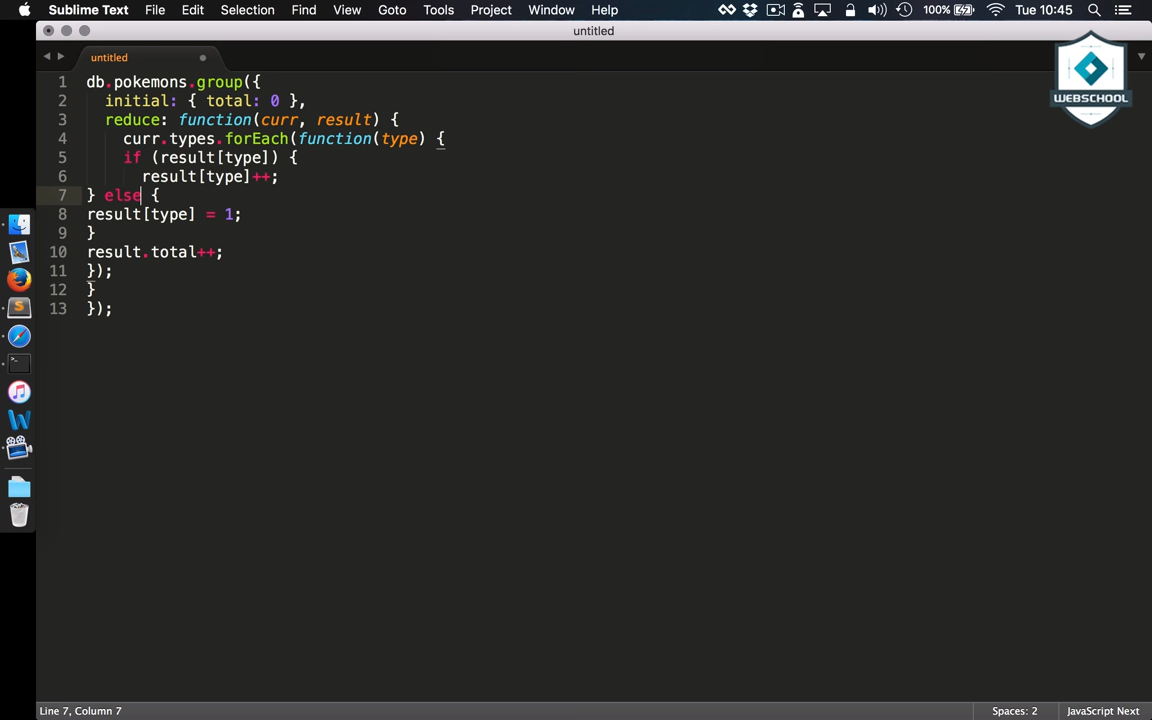 Sublime Text File Edit Selection Find View Goto Tools Project Window Help 100% Tue 10:45
untitled
untitled
WEBSCHOOL
1 db.pokemons.group({
2 initial: { total: 0 },
3 reduce: function(curr, result) {
4 curr.types.forEach(function(type) {
5 if (result[type]) {
6 result[type]++;
7 } else {
8 result[type] = 1;
9 }
10 result.total++;
11 });
12 }
13 });
Line 7, Column 7 Spaces: 2 JavaScript Next